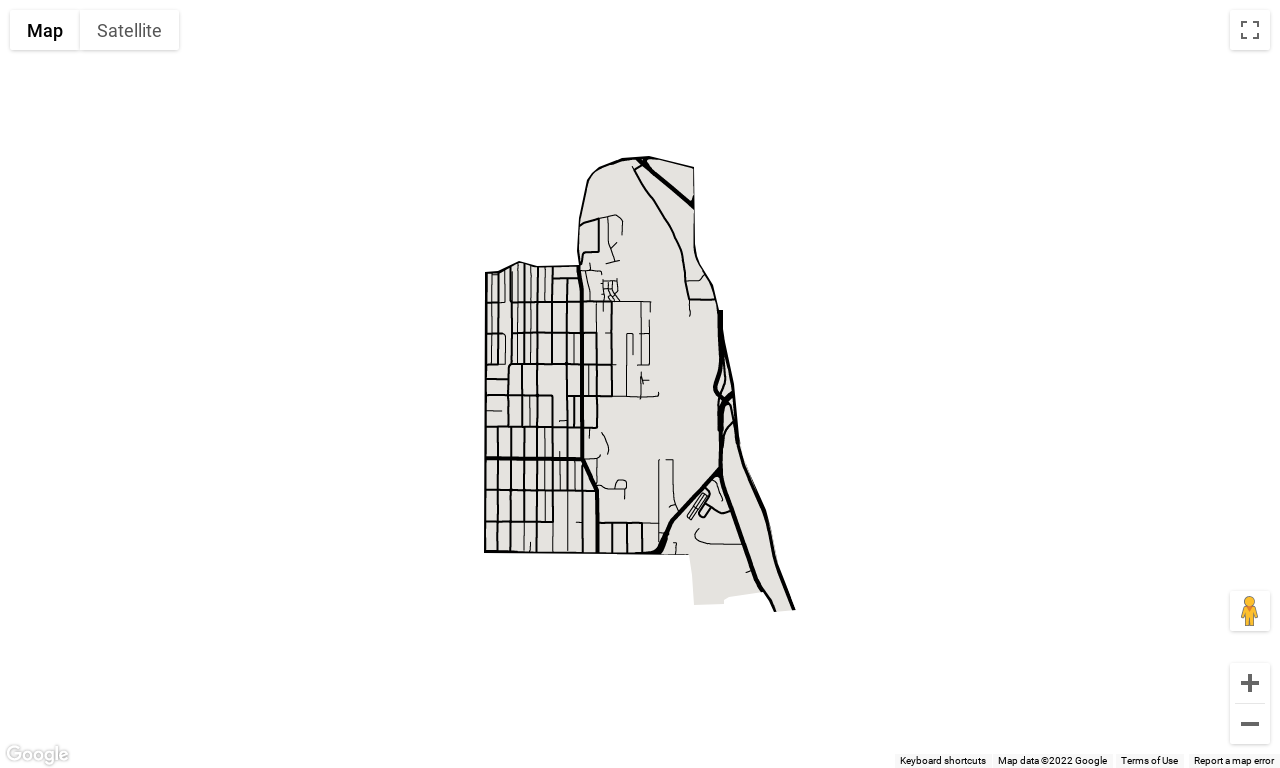 Map
Satellite
Google
Keyboard shortcuts
Map data ©2022 Google
Terms of Use
Report a map error